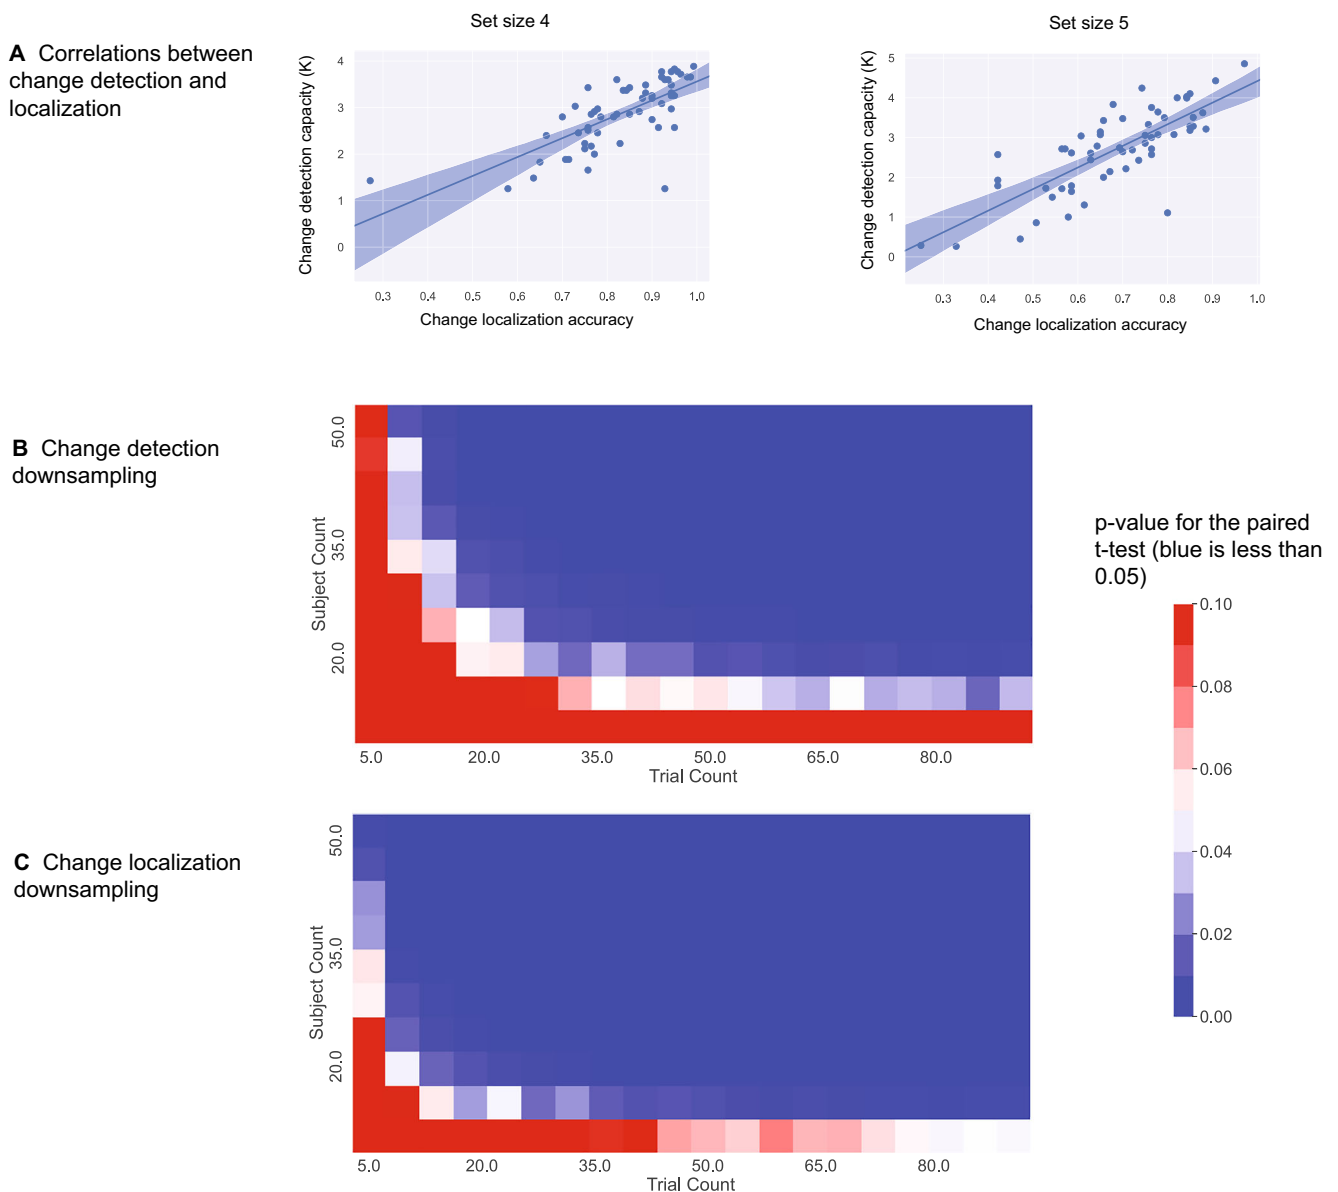 Set size 4
Set size 5
A Correlations between
change detection and
localization
Change detection capacity (K)
4
3
2
1
0
0.3 0.4 0.5 0.6 0.7 0.8 0.9 1.0
Change localization accuracy
Change detection capacity (K)
5
4
3
2
1
0
0.3 0.4 0.5 0.6 0.7 0.8 0.9 1.0
Change localization accuracy
B Change detection
downsampling
Subject Count
50.0
35.0
20.0
5.0 20.0 35.0 50.0 65.0 80.0
Trial Count
p-value for the paired
t-test (blue is less than
0.05)
0.10
0.08
0.06
0.04
0.02
0.00
C Change localization
downsampling
Subject Count
50.0
35.0
20.0
5.0 20.0 35.0 50.0 65.0 80.0
Trial Count